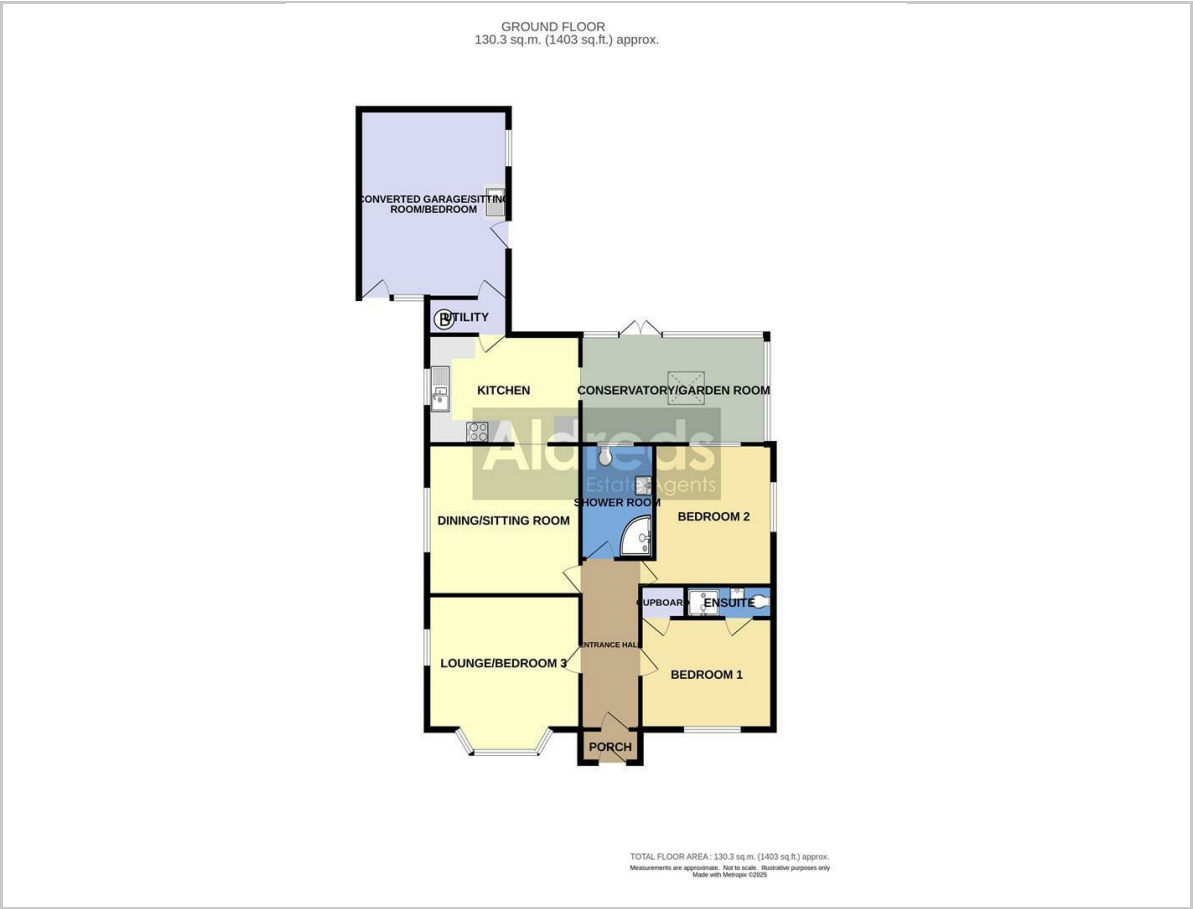 GROUND FLOOR
130.3 sq.m. (1403 sq.ft.) approx.
CONVERTED GARAGE/SITTING
ROOM/BEDROOM
B
UTILITY
KITCHEN
CONSERVATORY/GARDEN ROOM
Aldreds
Estate Agents
SHOWER ROOM
DINING/SITTING ROOM
BEDROOM 2
CUPBOARD
ENSUITE
ENTRANCE HALL
LOUNGE/BEDROOM 3
BEDROOM 1
PORCH
TOTAL FLOOR AREA : 130.3 sq.m. (1403 sq.ft.) approx.
Measurements are approximate. Not to scale. Illustrative purposes only
Made with Metropix ©2025